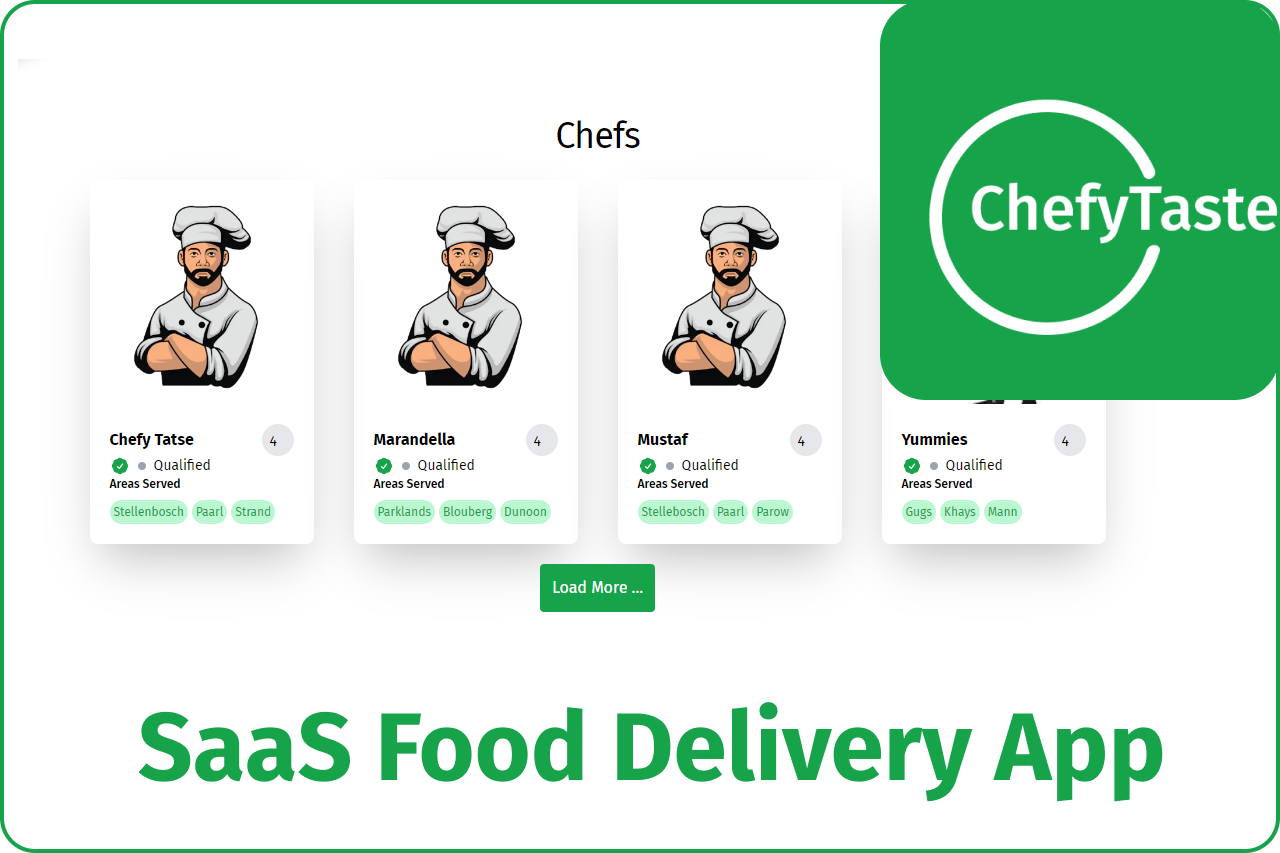 Chefs
ChefyTaste
Chefy Tatse 4
Qualified
Areas Served
Stellenbosch Paarl Strand
Marandella 4
Qualified
Areas Served
Parklands Blouberg Dunoon
Mustaf 4
Qualified
Areas Served
Stellebosch Paarl Parow
Yummies 4
Qualified
Areas Served
Gugs Khays Mann
Load More ...
SaaS Food Delivery App